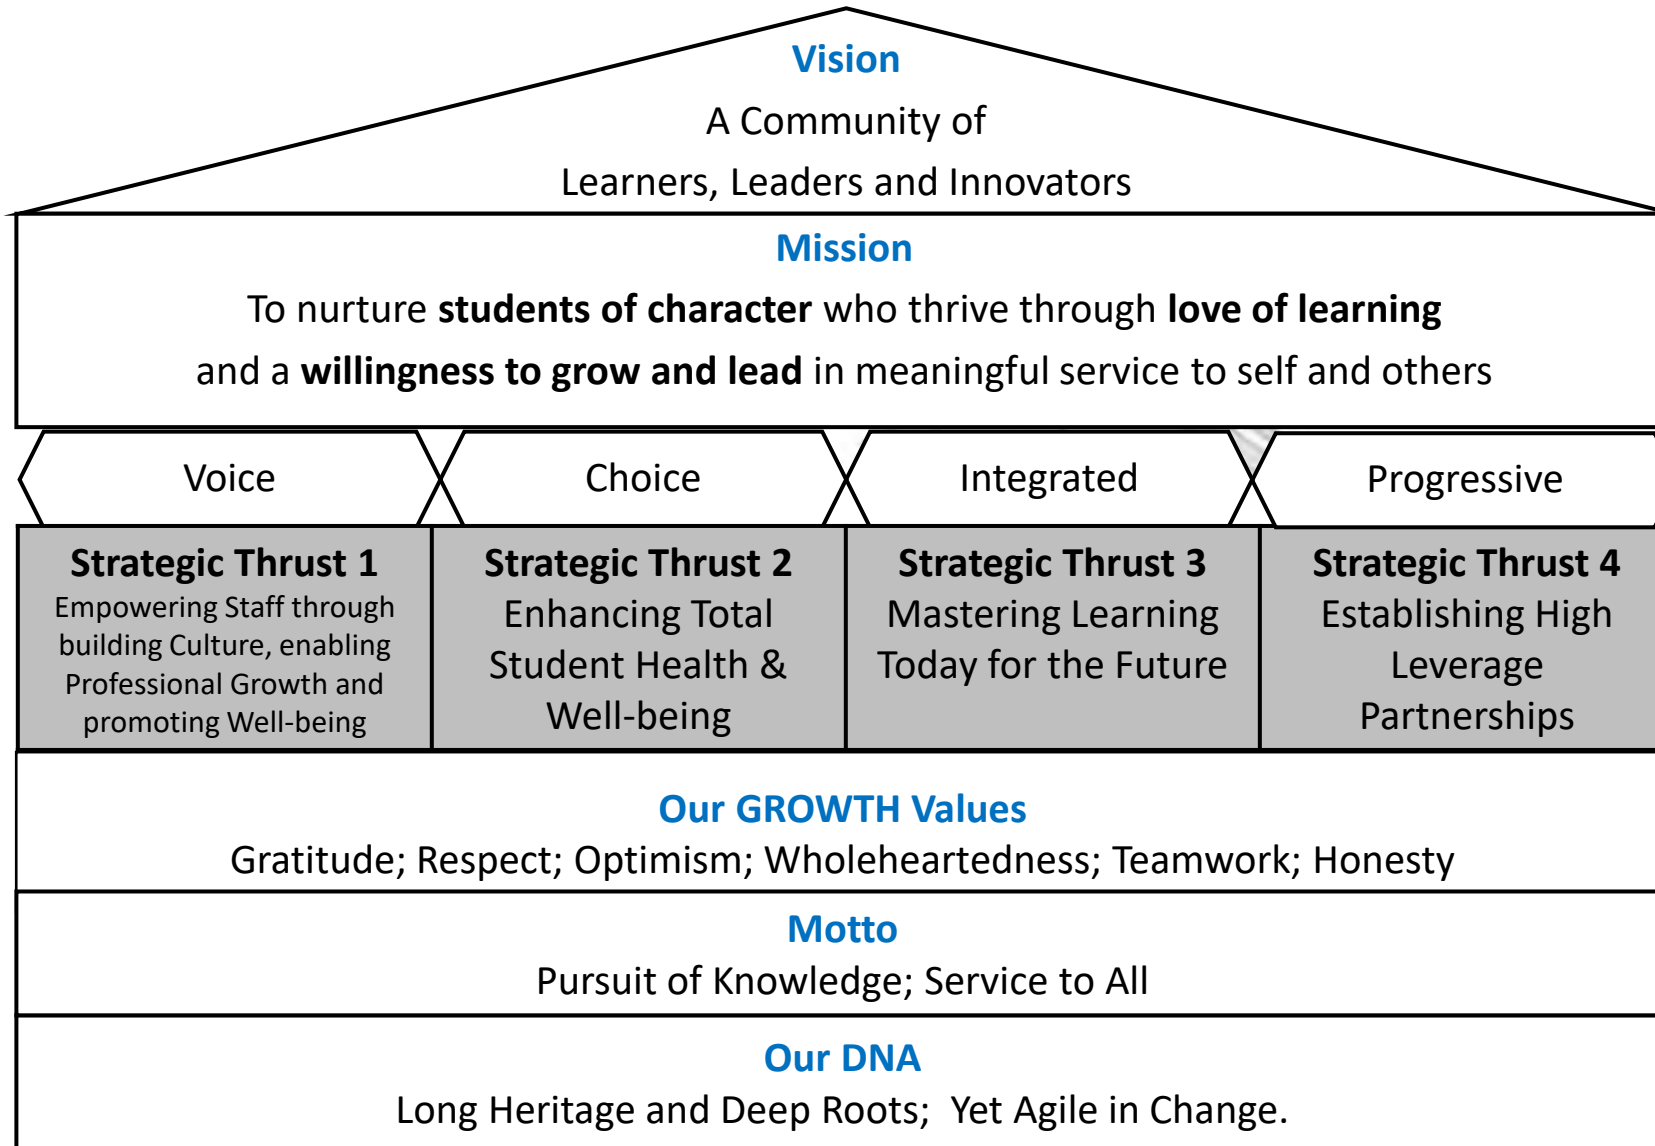 Vision
A Community of
Learners, Leaders and Innovators
Mission
To nurture students of character who thrive through love of learning
and a willingness to grow and lead in meaningful service to self and others
Voice
Choice
Integrated
Progressive
Strategic Thrust 1
Empowering Staff through
building Culture, enabling
Professional Growth and
promoting Well-being
Strategic Thrust 2
Enhancing Total
Student Health &
Well-being
Strategic Thrust 3
Mastering Learning
Today for the Future
Strategic Thrust 4
Establishing High
Leverage
Partnerships
Our GROWTH Values
Gratitude; Respect; Optimism; Wholeheartedness; Teamwork; Honesty
Motto
Pursuit of Knowledge; Service to All
Our DNA
Long Heritage and Deep Roots;  Yet Agile in Change.